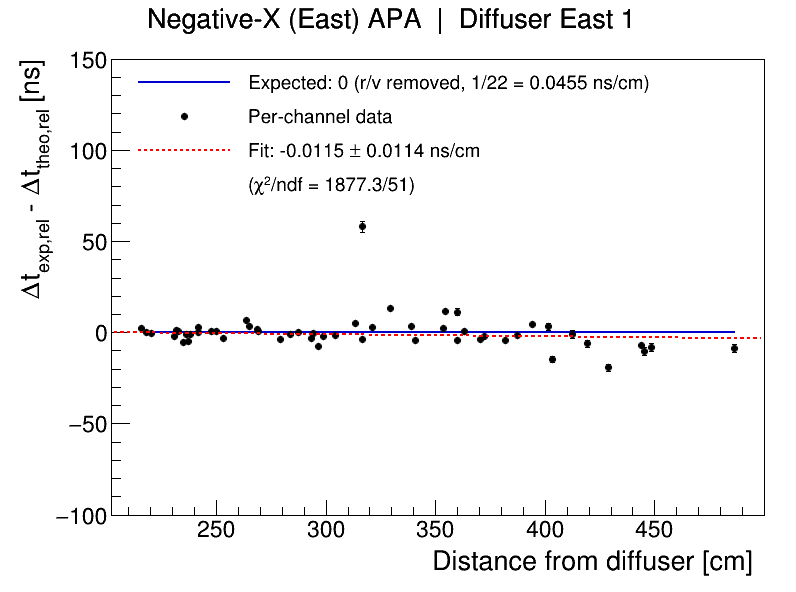 Negative-X (East) APA | Diffuser East 1
Δt_exp,rel - Δt_theo,rel [ns]
150
100
50
0
−50
−100
Expected: 0 (r/v removed, 1/22 = 0.0455 ns/cm)
Per-channel data
Fit: -0.0115 ± 0.0114 ns/cm
(χ²/ndf = 1877.3/51)
250 300 350 400 450
Distance from diffuser [cm]